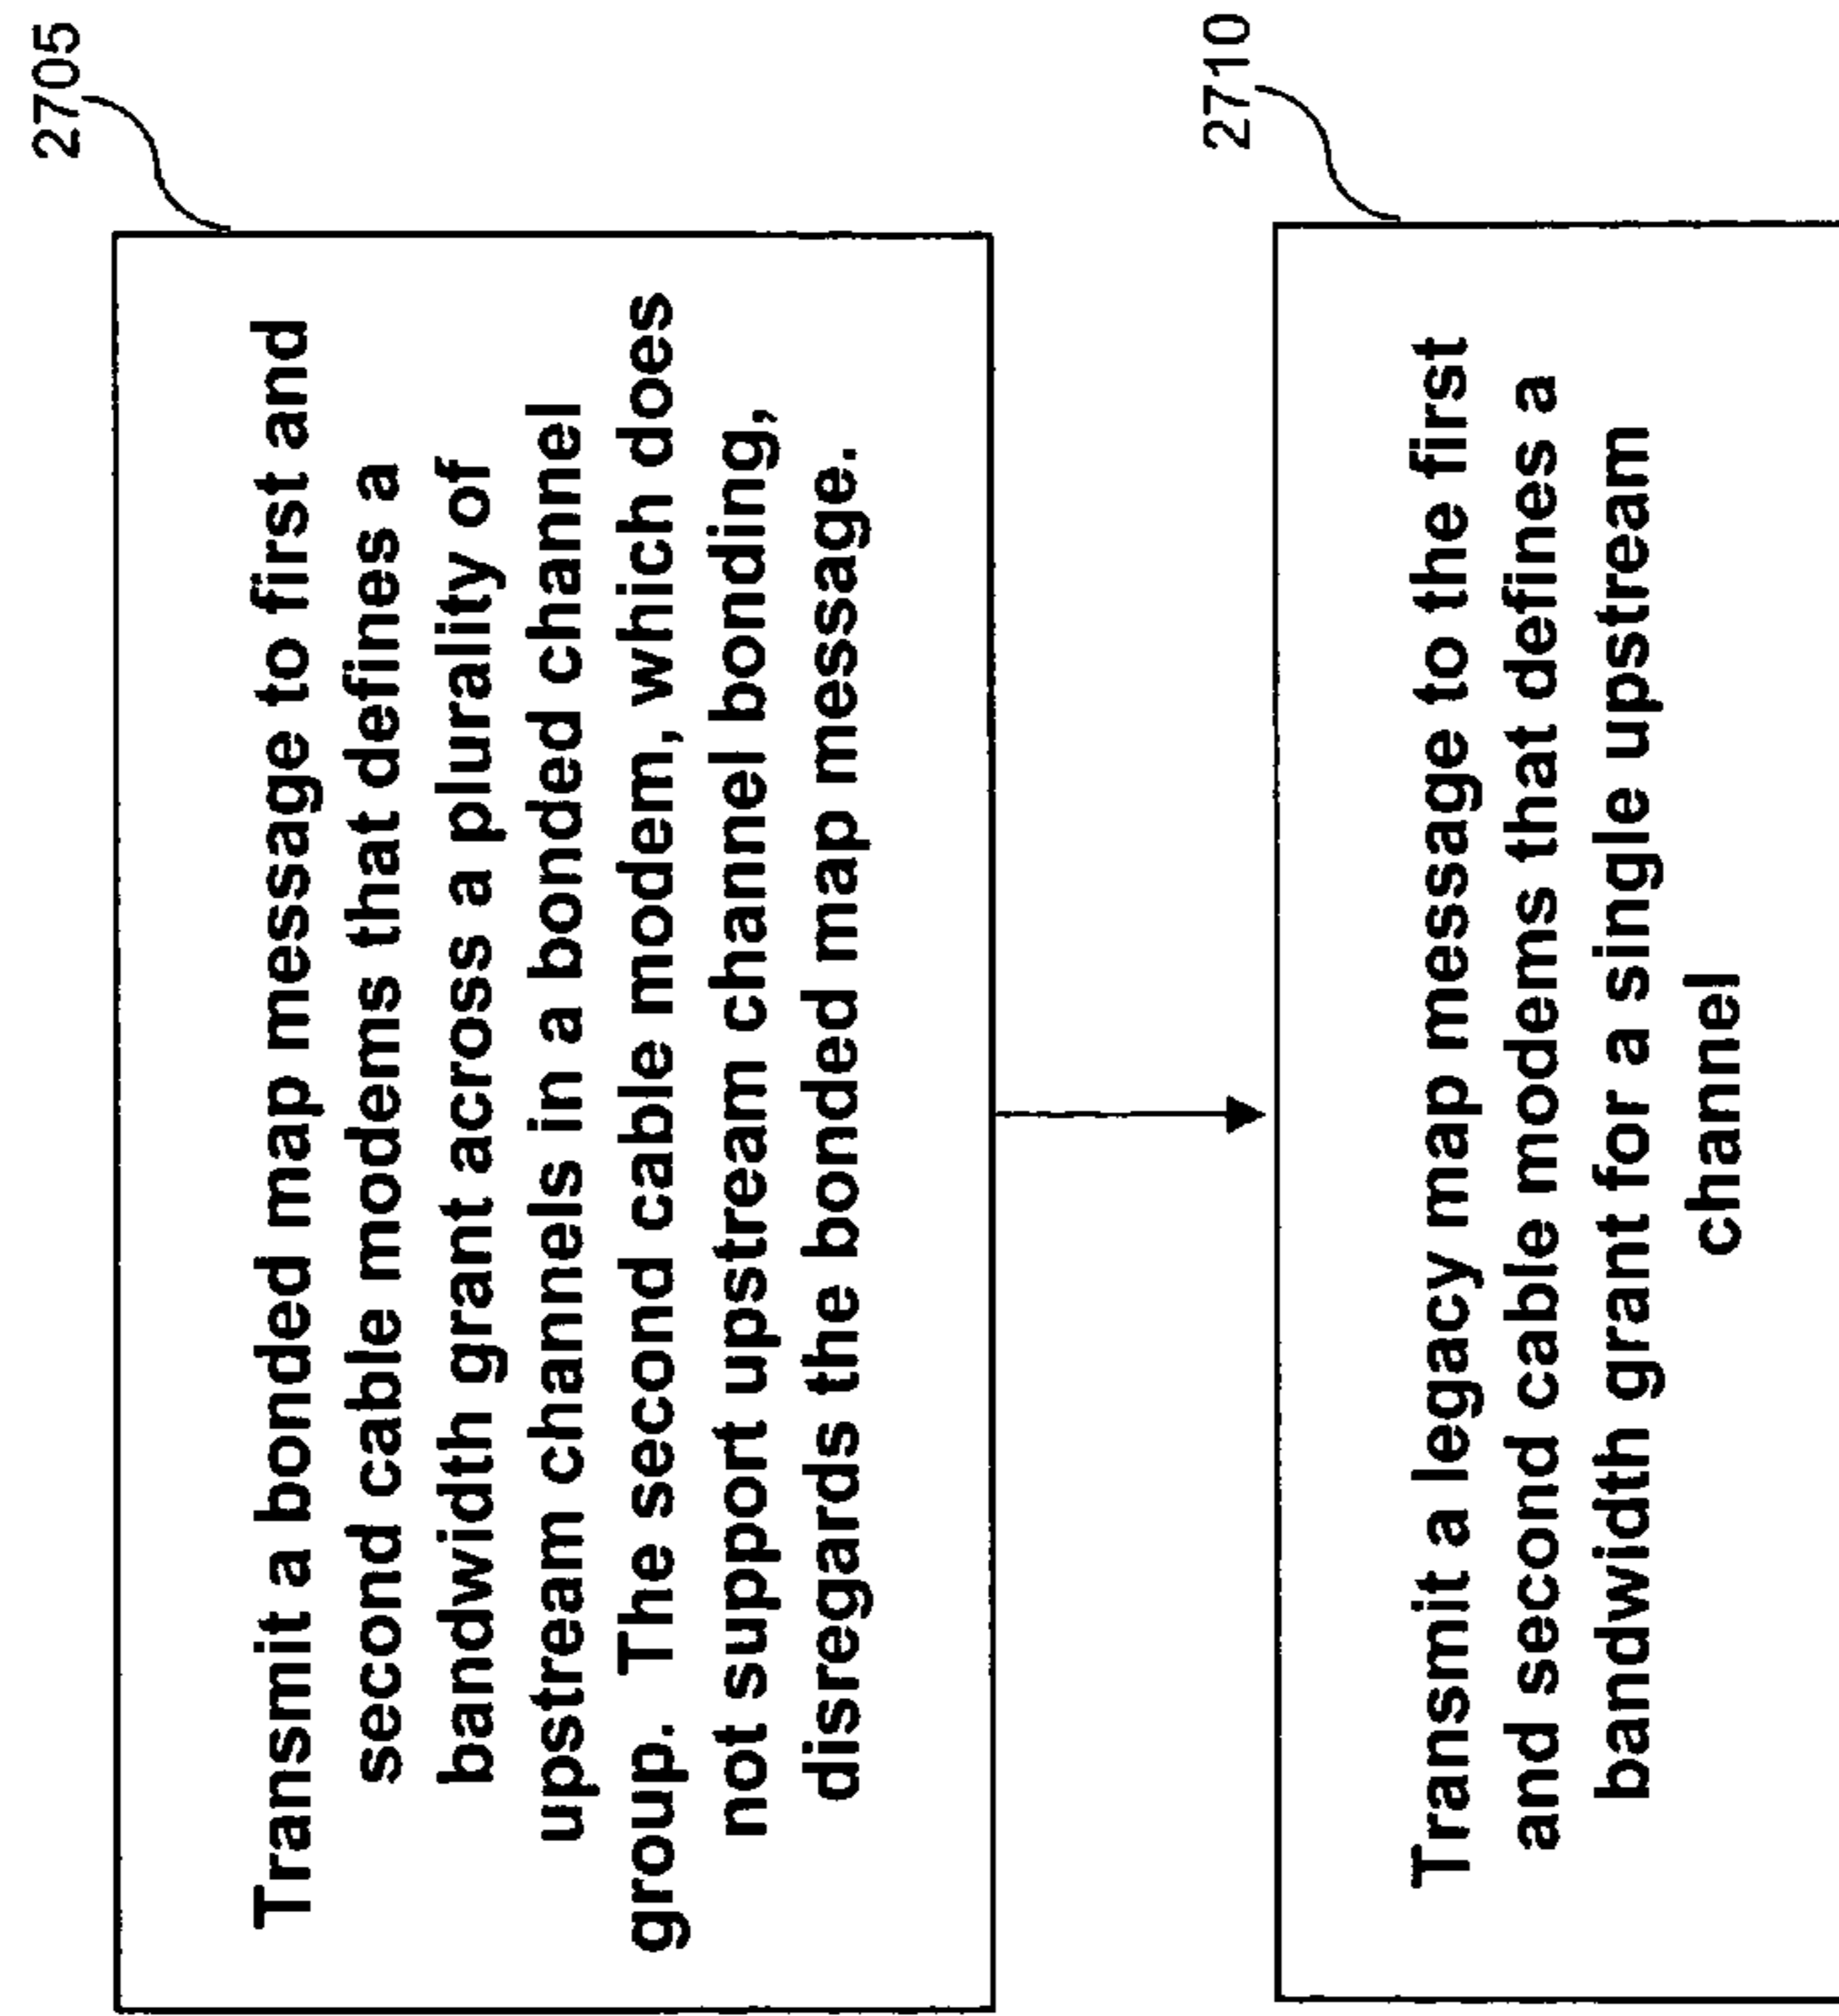 2705
Transmit a bonded map message to first and
second cable modems that defines a
bandwidth grant across a plurality of
upstream channels in a bonded channel
group. The second cable modem, which does
not support upstream channel bonding,
disregards the bonded map message.
2710
Transmit a legacy map message to the first
and second cable modems that defines a
bandwidth grant for a single upstream
channel